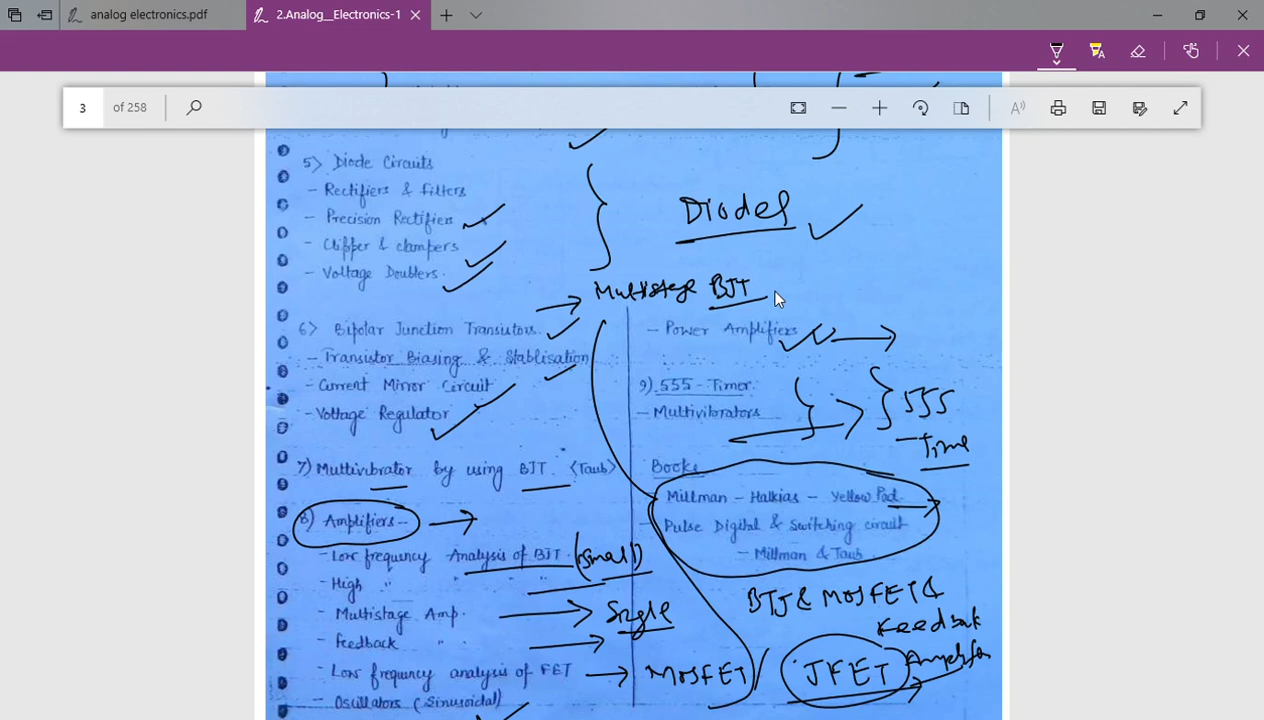 analog electronics.pdf
2.Analog__Electronics-1
3 of 258
5> Diode Circuits
- Rectifiers & filters
- Precision Rectifiers
- Clipper & clampers
- Voltage Doublers.
Diodes
Multistage BJT
6> Bipolar Junction Transistors.
- Transistor Biasing & Stablisation
- Current Mirror Circuit
- Voltage Regulator
7) Multivibrator by using BJT. <Taub>
8) Amplifiers-
- Low frequency Analysis of BJT. (small)
- High " " " "
- Multistage Amp. Single
- Feedback "
- Low frequency analysis of FET MOSFET / JFET
- Oscillators (Sinusoidal)
- Power Amplifiers
9) 555 - Timer.
- Multivibrators
555
- Time
Books
- Millman - Halkias - Yellow Pad.
- Pulse Digital & Switching circuit
- Millman & Taub.
BTJ & MOSFET &
Feedback
Amplifier